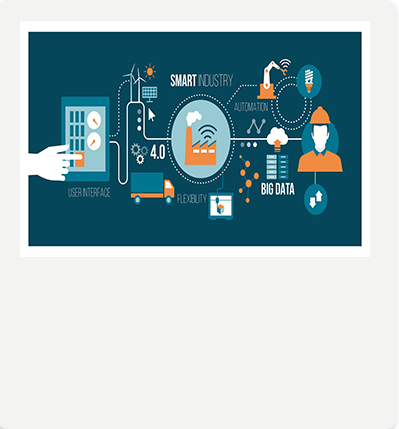 SMART INDUSTRY
AUTOMATION
4.0
USER INTERFACE
FLEXIBILITY
BIG DATA